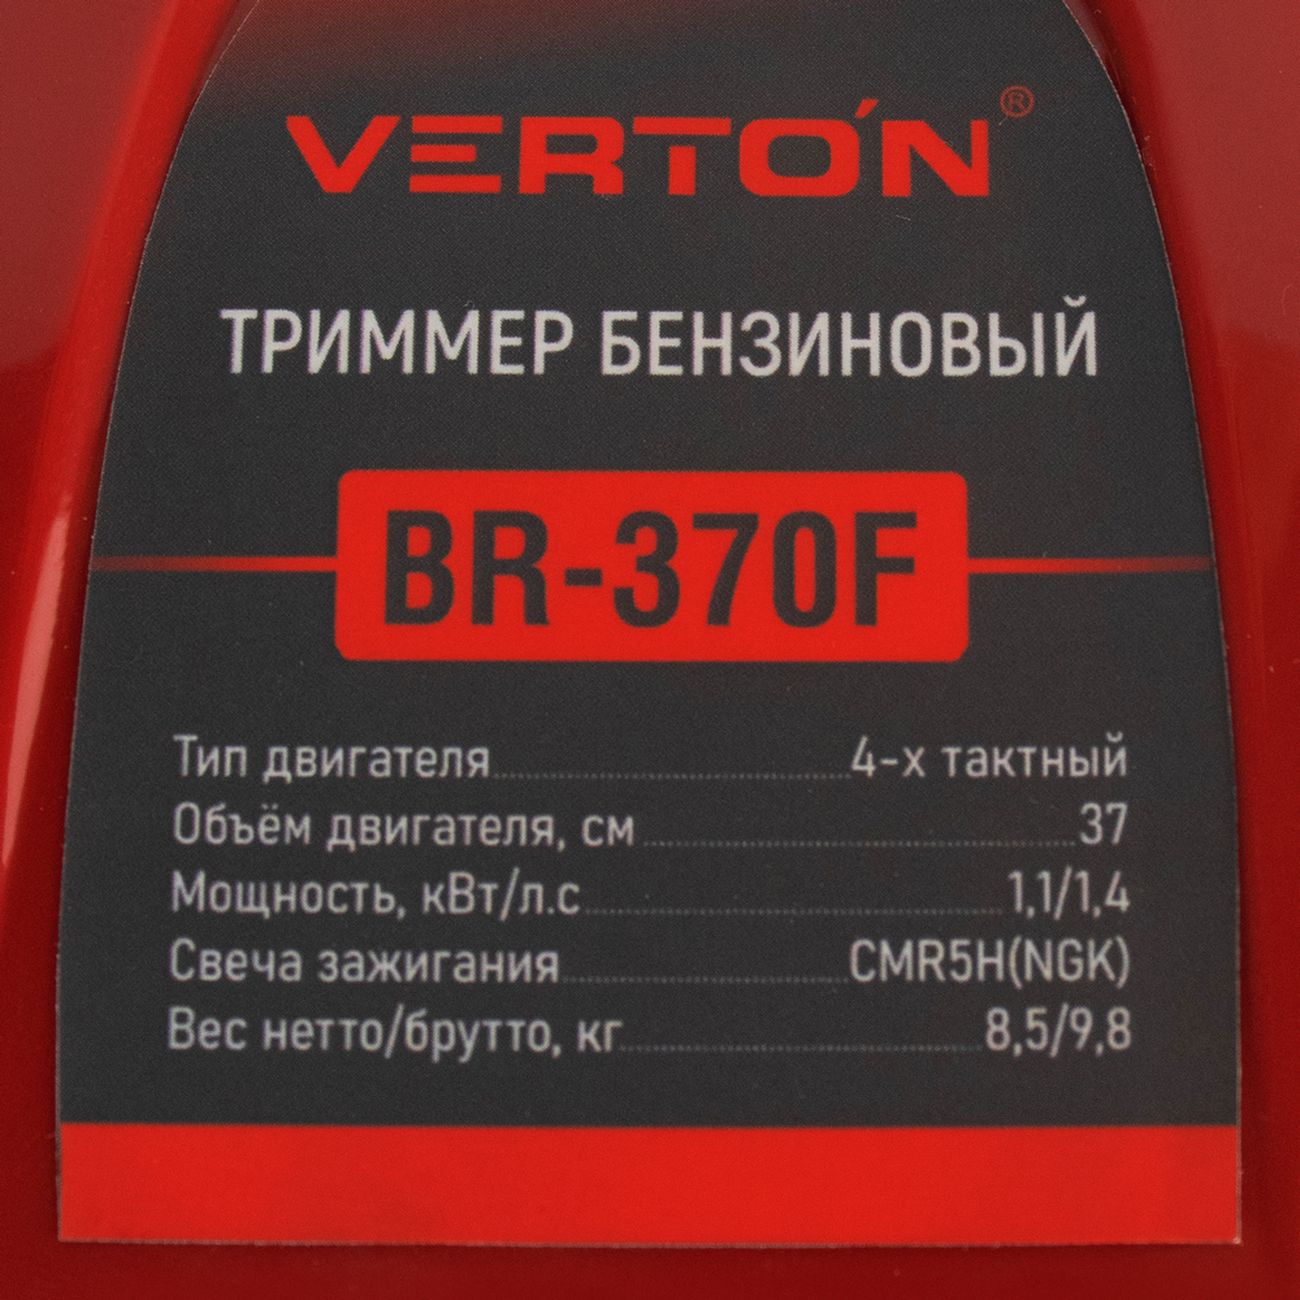 VERTÓN®
ТРИММЕР БЕНЗИНОВЫЙ
BR-370F
Тип двигателя 4-х тактный
Объём двигателя, см 37
Мощность, кВт/л.с 1,1/1,4
Свеча зажигания CMR5H(NGK)
Вес нетто/брутто, кг 8,5/9,8